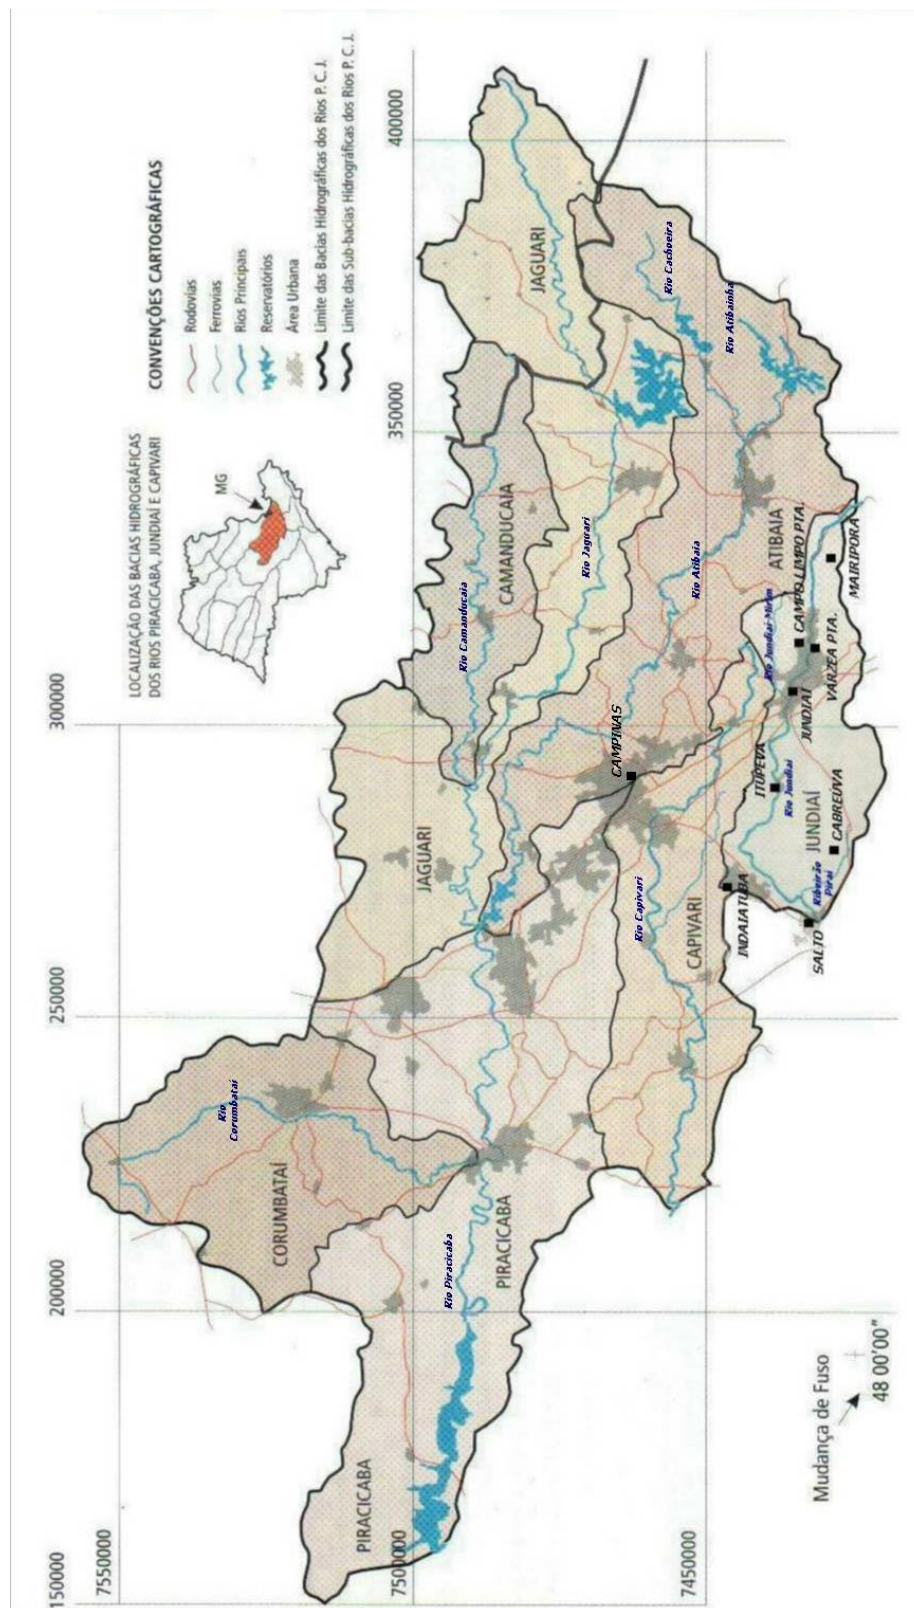 LOCALIZAÇÃO DAS BACIAS HIDROGRÁFICAS
DOS RIOS PIRACICABA, JUNDIAÍ E CAPIVARI
MG
CONVENÇÕES CARTOGRÁFICAS
Rodovias
Ferrovias
Rios Principais
Reservatórios
Área Urbana
Limite das Bacias Hidrográficas dos Rios P. C. J.
Limite das Sub-bacias Hidrográficas dos Rios P. C. J.
150000
200000
250000
300000
350000
400000
7550000
7500000
7450000
CORUMBATAÍ
Rio
Corumbataí
PIRACICABA
PIRACICABA
Rio Piracicaba
JAGUARI
CAMANDUCAIA
Rio Camanducaia
JAGUARI
Rio Jaguari
Rio Cachoeira
Rio Atibainha
Rio Atibaia
ATIBAIA
CAMPINAS
Rio Capivari
CAPIVARI
Rio Jundiaí-Mirim
CAMPO LIMPO PTA.
MAIRIPORÃ
VARZEA PTA.
JUNDIAÍ
ITUPEVA
Rio Jundiaí
JUNDIAÍ
CABREÚVA
INDAIATUBA
Ribeirão
Piraí
SALTO
Mudança de Fuso
48 00'00"